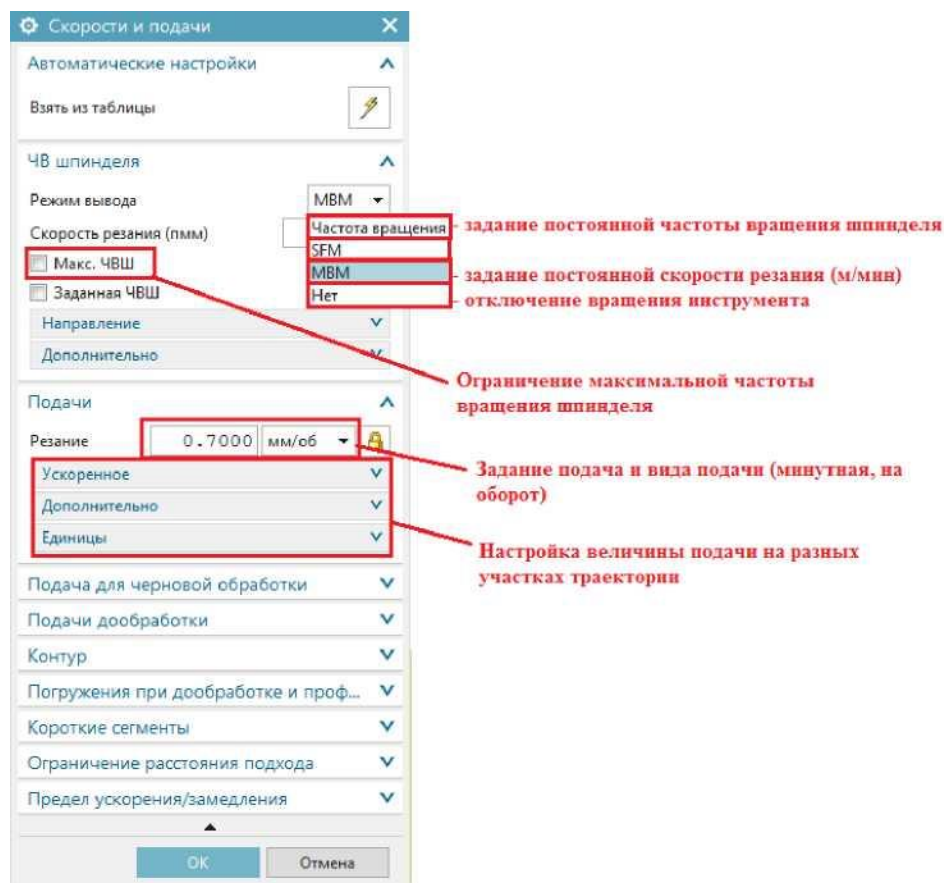 Скорости и подачи
Автоматические настройки
Взять из таблицы
ЧВ шпинделя
Режим вывода МВМ
Скорость резания (пмм)
Частота вращения - задание постоянной частоты вращения шпинделя
SFM
Макс. ЧВШ
МВМ - задание постоянной скорости резания (м/мин)
Заданная ЧВШ
Нет - отключение вращения инструмента
Направление
Дополнительно
Ограничение максимальной частоты
вращения шпинделя
Подачи
Резание 0.7000 мм/об
Задание подача и вида подачи (минутная, на
оборот)
Ускоренное
Дополнительно
Единицы
Настройка величины подачи на разных
участках траектории
Подача для черновой обработки
Подачи дообработки
Контур
Погружения при дообработке и проф...
Короткие сегменты
Ограничение расстояния подхода
Предел ускорения/замедления
ОК Отмена